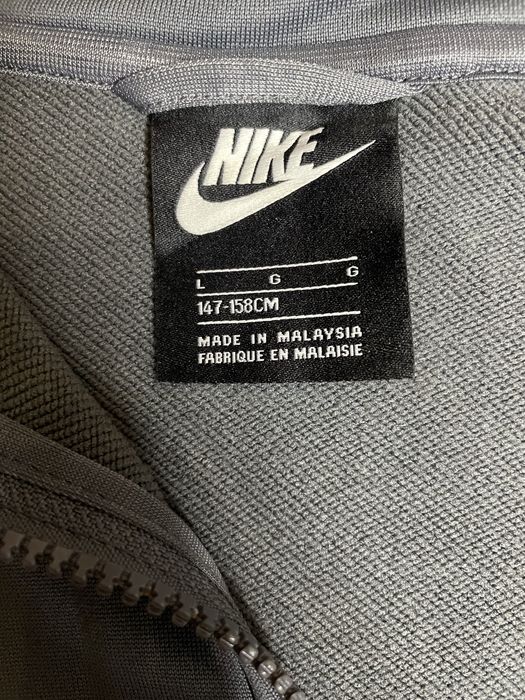 NIKE
L G G
147-158CM
MADE IN MALAYSIA
FABRIQUE EN MALAISIE